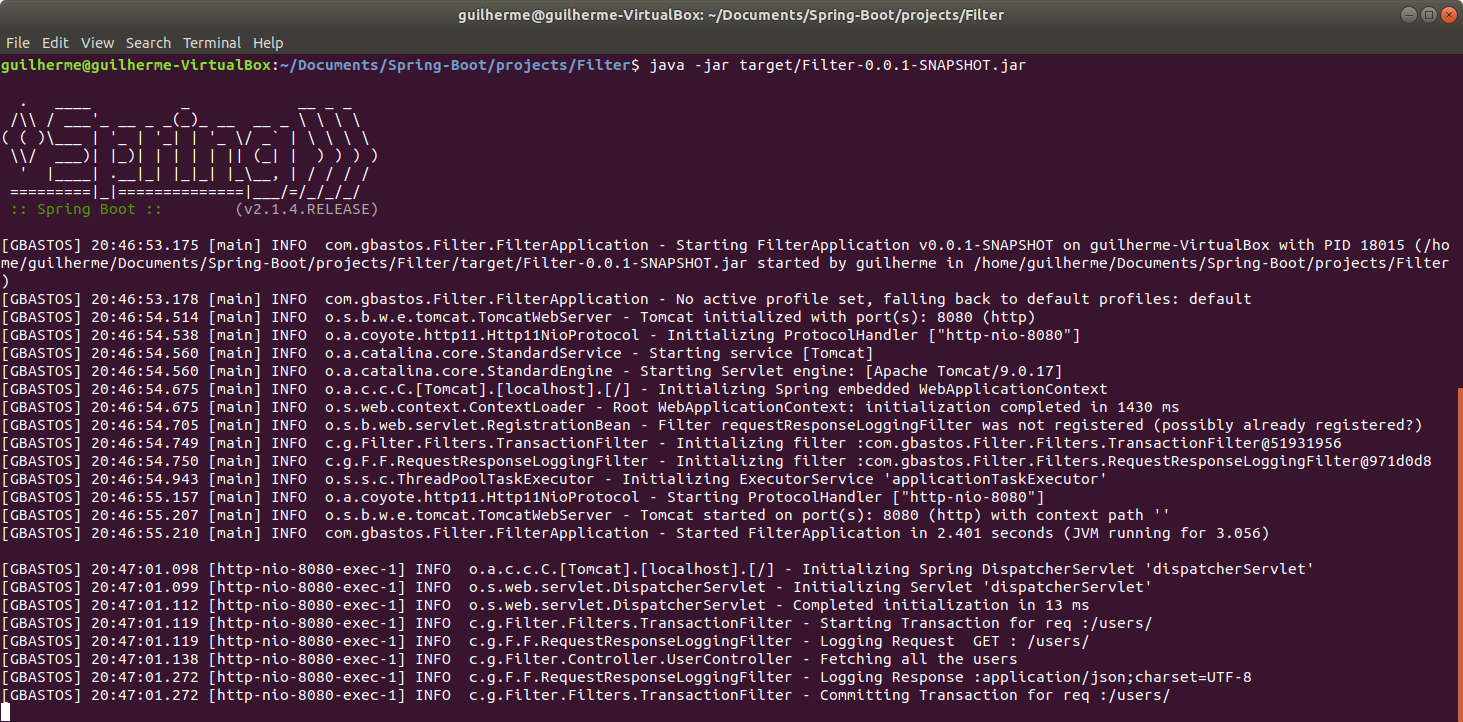 guilherme@guilherme-VirtualBox: ~/Documents/Spring-Boot/projects/Filter
File Edit View Search Terminal Help
guilherme@guilherme-VirtualBox:~/Documents/Spring-Boot/projects/Filter$ java -jar target/Filter-0.0.1-SNAPSHOT.jar
  .   ____          _            __ _ _
 /\\ / ___'_ __ _ _(_)_ __  __ _ \ \ \ \
( ( )\___ | '_ | '_| | '_ \/ _` | \ \ \ \
 \\/  ___)| |_)| | | | | || (_| |  ) ) ) )
  '  |____| .__|_| |_|_| |_\__, | / / / /
 =========|_|==============|___/=/_/_/_/
 :: Spring Boot ::        (v2.1.4.RELEASE)
[GBASTOS] 20:46:53.175 [main] INFO  com.gbastos.Filter.FilterApplication - Starting FilterApplication v0.0.1-SNAPSHOT on guilherme-VirtualBox with PID 18015 (/ho
me/guilherme/Documents/Spring-Boot/projects/Filter/target/Filter-0.0.1-SNAPSHOT.jar started by guilherme in /home/guilherme/Documents/Spring-Boot/projects/Filter
)
[GBASTOS] 20:46:53.178 [main] INFO  com.gbastos.Filter.FilterApplication - No active profile set, falling back to default profiles: default
[GBASTOS] 20:46:54.514 [main] INFO  o.s.b.w.e.tomcat.TomcatWebServer - Tomcat initialized with port(s): 8080 (http)
[GBASTOS] 20:46:54.538 [main] INFO  o.a.coyote.http11.Http11NioProtocol - Initializing ProtocolHandler ["http-nio-8080"]
[GBASTOS] 20:46:54.560 [main] INFO  o.a.catalina.core.StandardService - Starting service [Tomcat]
[GBASTOS] 20:46:54.560 [main] INFO  o.a.catalina.core.StandardEngine - Starting Servlet engine: [Apache Tomcat/9.0.17]
[GBASTOS] 20:46:54.675 [main] INFO  o.a.c.c.C.[Tomcat].[localhost].[/] - Initializing Spring embedded WebApplicationContext
[GBASTOS] 20:46:54.675 [main] INFO  o.s.web.context.ContextLoader - Root WebApplicationContext: initialization completed in 1430 ms
[GBASTOS] 20:46:54.705 [main] INFO  o.s.b.web.servlet.RegistrationBean - Filter requestResponseLoggingFilter was not registered (possibly already registered?)
[GBASTOS] 20:46:54.749 [main] INFO  c.g.Filter.Filters.TransactionFilter - Initializing filter :com.gbastos.Filter.Filters.TransactionFilter@51931956
[GBASTOS] 20:46:54.750 [main] INFO  c.g.F.F.RequestResponseLoggingFilter - Initializing filter :com.gbastos.Filter.Filters.RequestResponseLoggingFilter@971d0d8
[GBASTOS] 20:46:54.943 [main] INFO  o.s.s.c.ThreadPoolTaskExecutor - Initializing ExecutorService 'applicationTaskExecutor'
[GBASTOS] 20:46:55.157 [main] INFO  o.a.coyote.http11.Http11NioProtocol - Starting ProtocolHandler ["http-nio-8080"]
[GBASTOS] 20:46:55.207 [main] INFO  o.s.b.w.e.tomcat.TomcatWebServer - Tomcat started on port(s): 8080 (http) with context path ''
[GBASTOS] 20:46:55.210 [main] INFO  com.gbastos.Filter.FilterApplication - Started FilterApplication in 2.401 seconds (JVM running for 3.056)
[GBASTOS] 20:47:01.098 [http-nio-8080-exec-1] INFO  o.a.c.c.C.[Tomcat].[localhost].[/] - Initializing Spring DispatcherServlet 'dispatcherServlet'
[GBASTOS] 20:47:01.099 [http-nio-8080-exec-1] INFO  o.s.web.servlet.DispatcherServlet - Initializing Servlet 'dispatcherServlet'
[GBASTOS] 20:47:01.112 [http-nio-8080-exec-1] INFO  o.s.web.servlet.DispatcherServlet - Completed initialization in 13 ms
[GBASTOS] 20:47:01.119 [http-nio-8080-exec-1] INFO  c.g.Filter.Filters.TransactionFilter - Starting Transaction for req :/users/
[GBASTOS] 20:47:01.119 [http-nio-8080-exec-1] INFO  c.g.F.F.RequestResponseLoggingFilter - Logging Request  GET : /users/
[GBASTOS] 20:47:01.138 [http-nio-8080-exec-1] INFO  c.g.Filter.Controller.UserController - Fetching all the users
[GBASTOS] 20:47:01.272 [http-nio-8080-exec-1] INFO  c.g.F.F.RequestResponseLoggingFilter - Logging Response :application/json;charset=UTF-8
[GBASTOS] 20:47:01.272 [http-nio-8080-exec-1] INFO  c.g.Filter.Filters.TransactionFilter - Committing Transaction for req :/users/